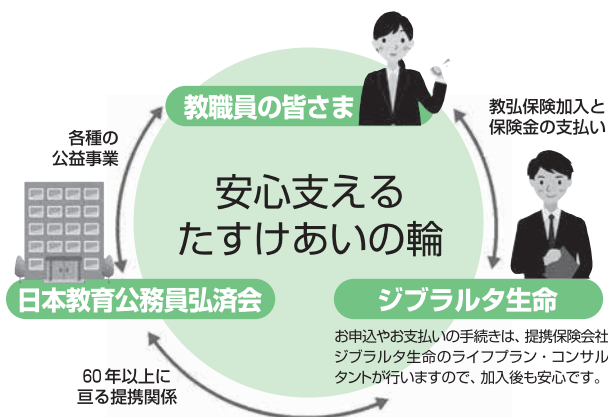 教職員の皆さま
教弘保険加入と
保険金の支払い
各種の
公益事業
安心支える
たすけあいの輪
日本教育公務員弘済会
ジブラルタ生命
お申込やお支払いの手続きは、提携保険会社
ジブラルタ生命のライフプラン・コンサル
タントが行いますので、加入後も安心です。
60年以上に
亘る提携関係